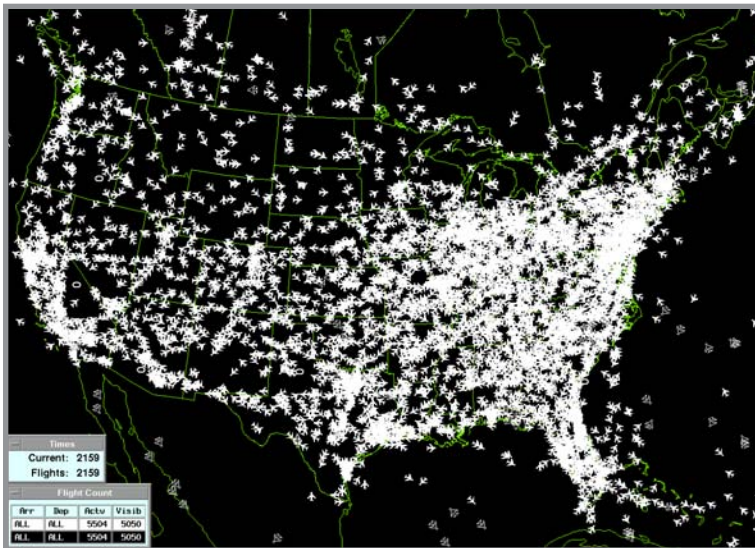 Times
Current: 2159
Flights: 2159
Flight Count
Arr Dep Actv Visib
ALL ALL 5504 5050
ALL ALL 5504 5050